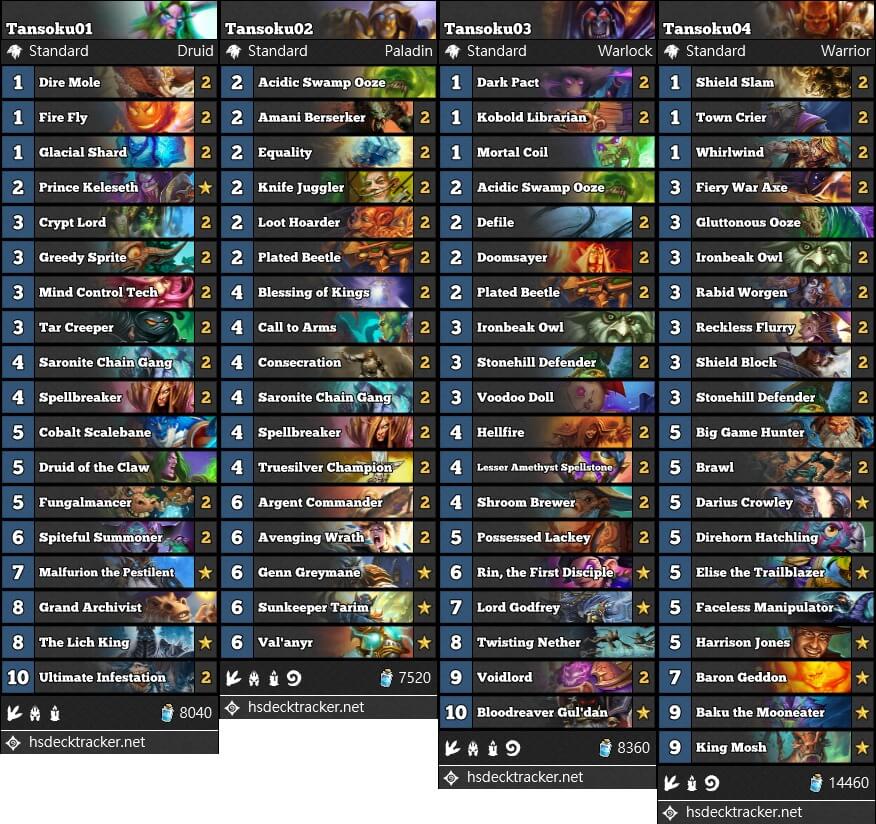 Tansoku01
Standard Druid
1 Dire Mole 2
1 Fire Fly 2
1 Glacial Shard 2
2 Prince Keleseth
3 Crypt Lord 2
3 Greedy Sprite 2
3 Mind Control Tech 2
3 Tar Creeper 2
4 Saronite Chain Gang 2
4 Spellbreaker 2
5 Cobalt Scalebane
5 Druid of the Claw
5 Fungalmancer 2
6 Spiteful Summoner 2
7 Malfurion the Pestilent
8 Grand Archivist
8 The Lich King
10 Ultimate Infestation 2
8040
hsdecktracker.net
Tansoku02
Standard Paladin
2 Acidic Swamp Ooze
2 Amani Berserker 2
2 Equality 2
2 Knife Juggler 2
2 Loot Hoarder 2
2 Plated Beetle 2
4 Blessing of Kings 2
4 Call to Arms 2
4 Consecration 2
4 Saronite Chain Gang 2
4 Spellbreaker 2
4 Truesilver Champion 2
6 Argent Commander 2
6 Avenging Wrath 2
6 Genn Greymane
6 Sunkeeper Tarim
6 Val'anyr
7520
hsdecktracker.net
Tansoku03
Standard Warlock
1 Dark Pact 2
1 Kobold Librarian 2
1 Mortal Coil
2 Acidic Swamp Ooze
2 Defile 2
2 Doomsayer 2
2 Plated Beetle 2
3 Ironbeak Owl
3 Stonehill Defender 2
3 Voodoo Doll
4 Hellfire 2
4 Lesser Amethyst Spellstone 2
4 Shroom Brewer 2
5 Possessed Lackey 2
6 Rin, the First Disciple
7 Lord Godfrey
8 Twisting Nether
9 Voidlord 2
10 Bloodreaver Gul'dan
8360
hsdecktracker.net
Tansoku04
Standard Warrior
1 Shield Slam 2
1 Town Crier 2
1 Whirlwind 2
3 Fiery War Axe 2
3 Gluttonous Ooze
3 Ironbeak Owl 2
3 Rabid Worgen 2
3 Reckless Flurry 2
3 Shield Block 2
3 Stonehill Defender 2
5 Big Game Hunter
5 Brawl 2
5 Darius Crowley
5 Direhorn Hatchling
5 Elise the Trailblazer
5 Faceless Manipulator
5 Harrison Jones
7 Baron Geddon
9 Baku the Mooneater
9 King Mosh
14460
hsdecktracker.net